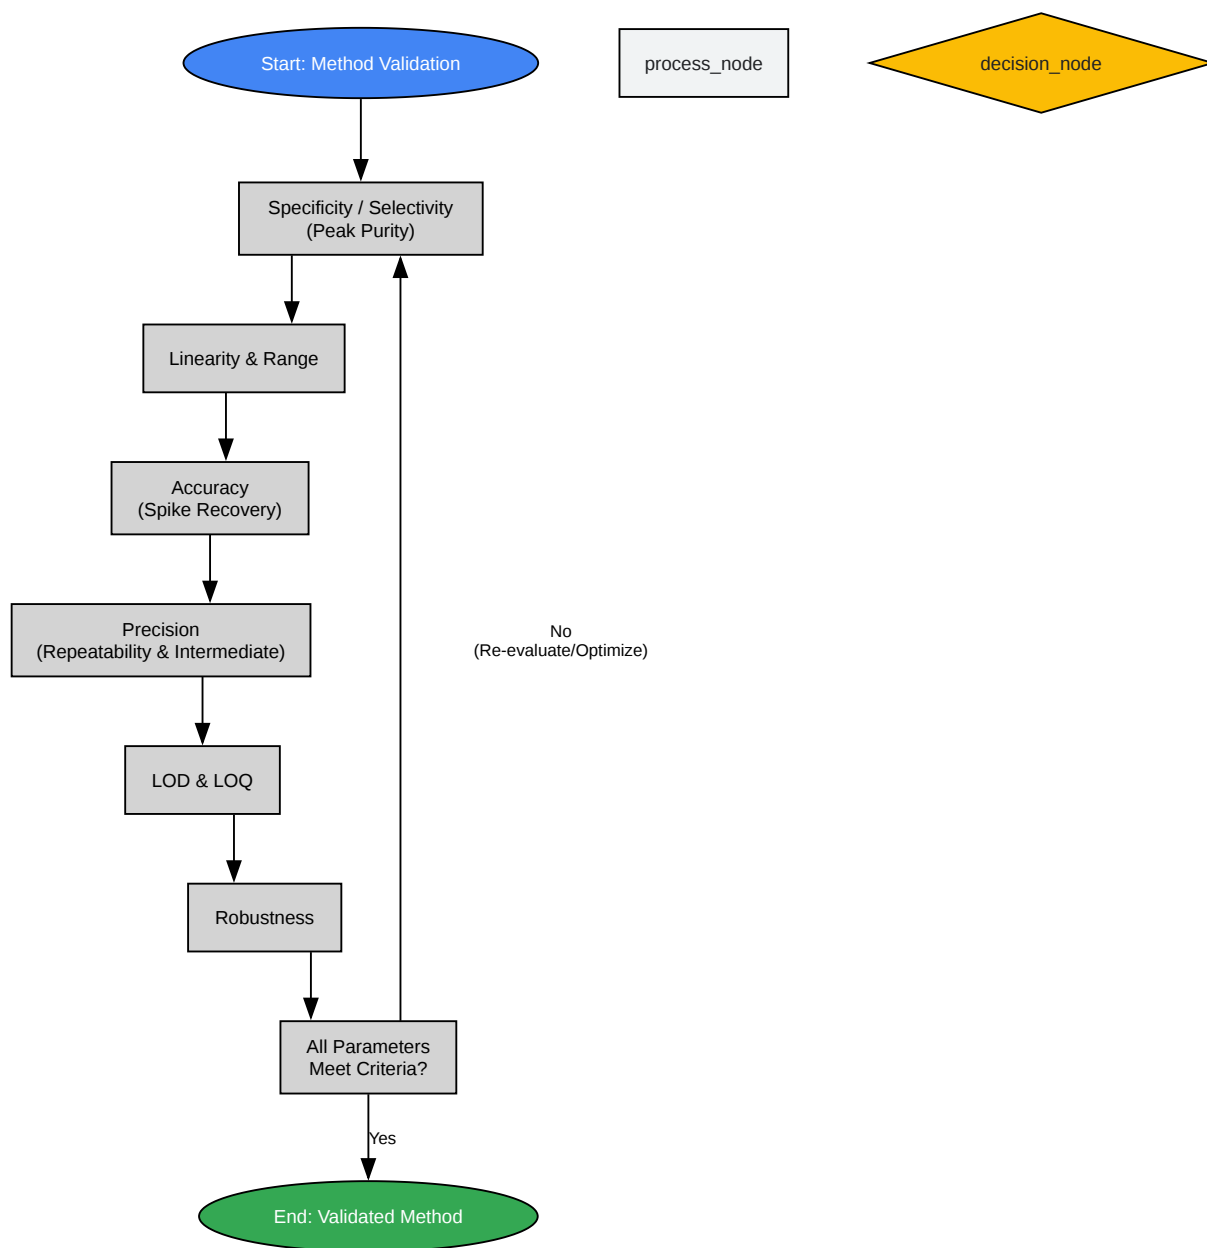 Start: Method Validation
process_node
decision_node
Specificity / Selectivity
(Peak Purity)
Linearity & Range
Accuracy
(Spike Recovery)
Precision
(Repeatability & Intermediate)
No
(Re-evaluate/Optimize)
LOD & LOQ
Robustness
All Parameters
Meet Criteria?
Yes
End: Validated Method